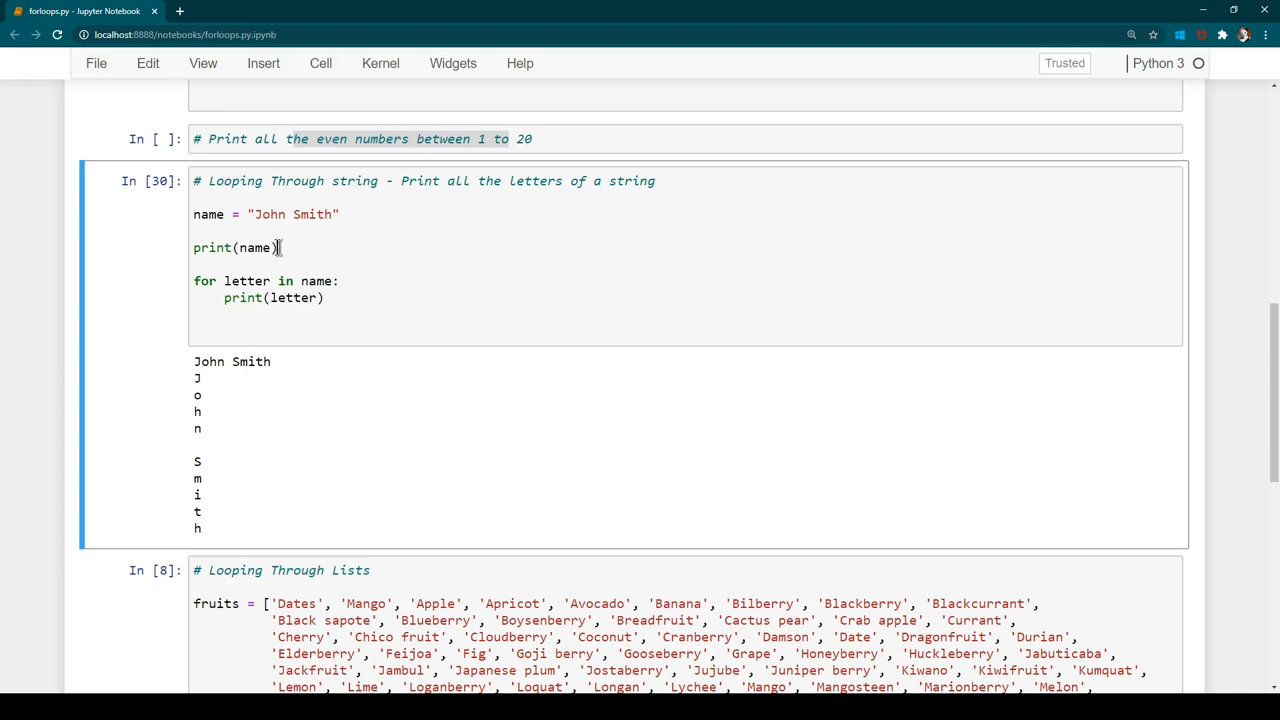 forloops.py - Jupyter Notebook
localhost:8888/notebooks/forloops.py.ipynb
File Edit View Insert Cell Kernel Widgets Help Trusted Python 3
In [ ]: # Print all the even numbers between 1 to 20
In [30]: # Looping Through string - Print all the letters of a string
name = "John Smith"
print(name)
for letter in name:
    print(letter)
John Smith
J
o
h
n
S
m
i
t
h
In [8]: # Looping Through Lists
fruits = ['Dates', 'Mango', 'Apple', 'Apricot', 'Avocado', 'Banana', 'Bilberry', 'Blackberry', 'Blackcurrant',
'Black sapote', 'Blueberry', 'Boysenberry', 'Breadfruit', 'Cactus pear', 'Crab apple', 'Currant',
'Cherry', 'Chico fruit', 'Cloudberry', 'Coconut', 'Cranberry', 'Damson', 'Date', 'Dragonfruit', 'Durian',
'Elderberry', 'Feijoa', 'Fig', 'Goji berry', 'Gooseberry', 'Grape', 'Honeyberry', 'Huckleberry', 'Jabuticaba',
'Jackfruit', 'Jambul', 'Japanese plum', 'Jostaberry', 'Jujube', 'Juniper berry', 'Kiwano', 'Kiwifruit', 'Kumquat',
'Lemon', 'Lime', 'Loganberry', 'Loquat', 'Longan', 'Lychee', 'Mango', 'Mangosteen', 'Marionberry', 'Melon',